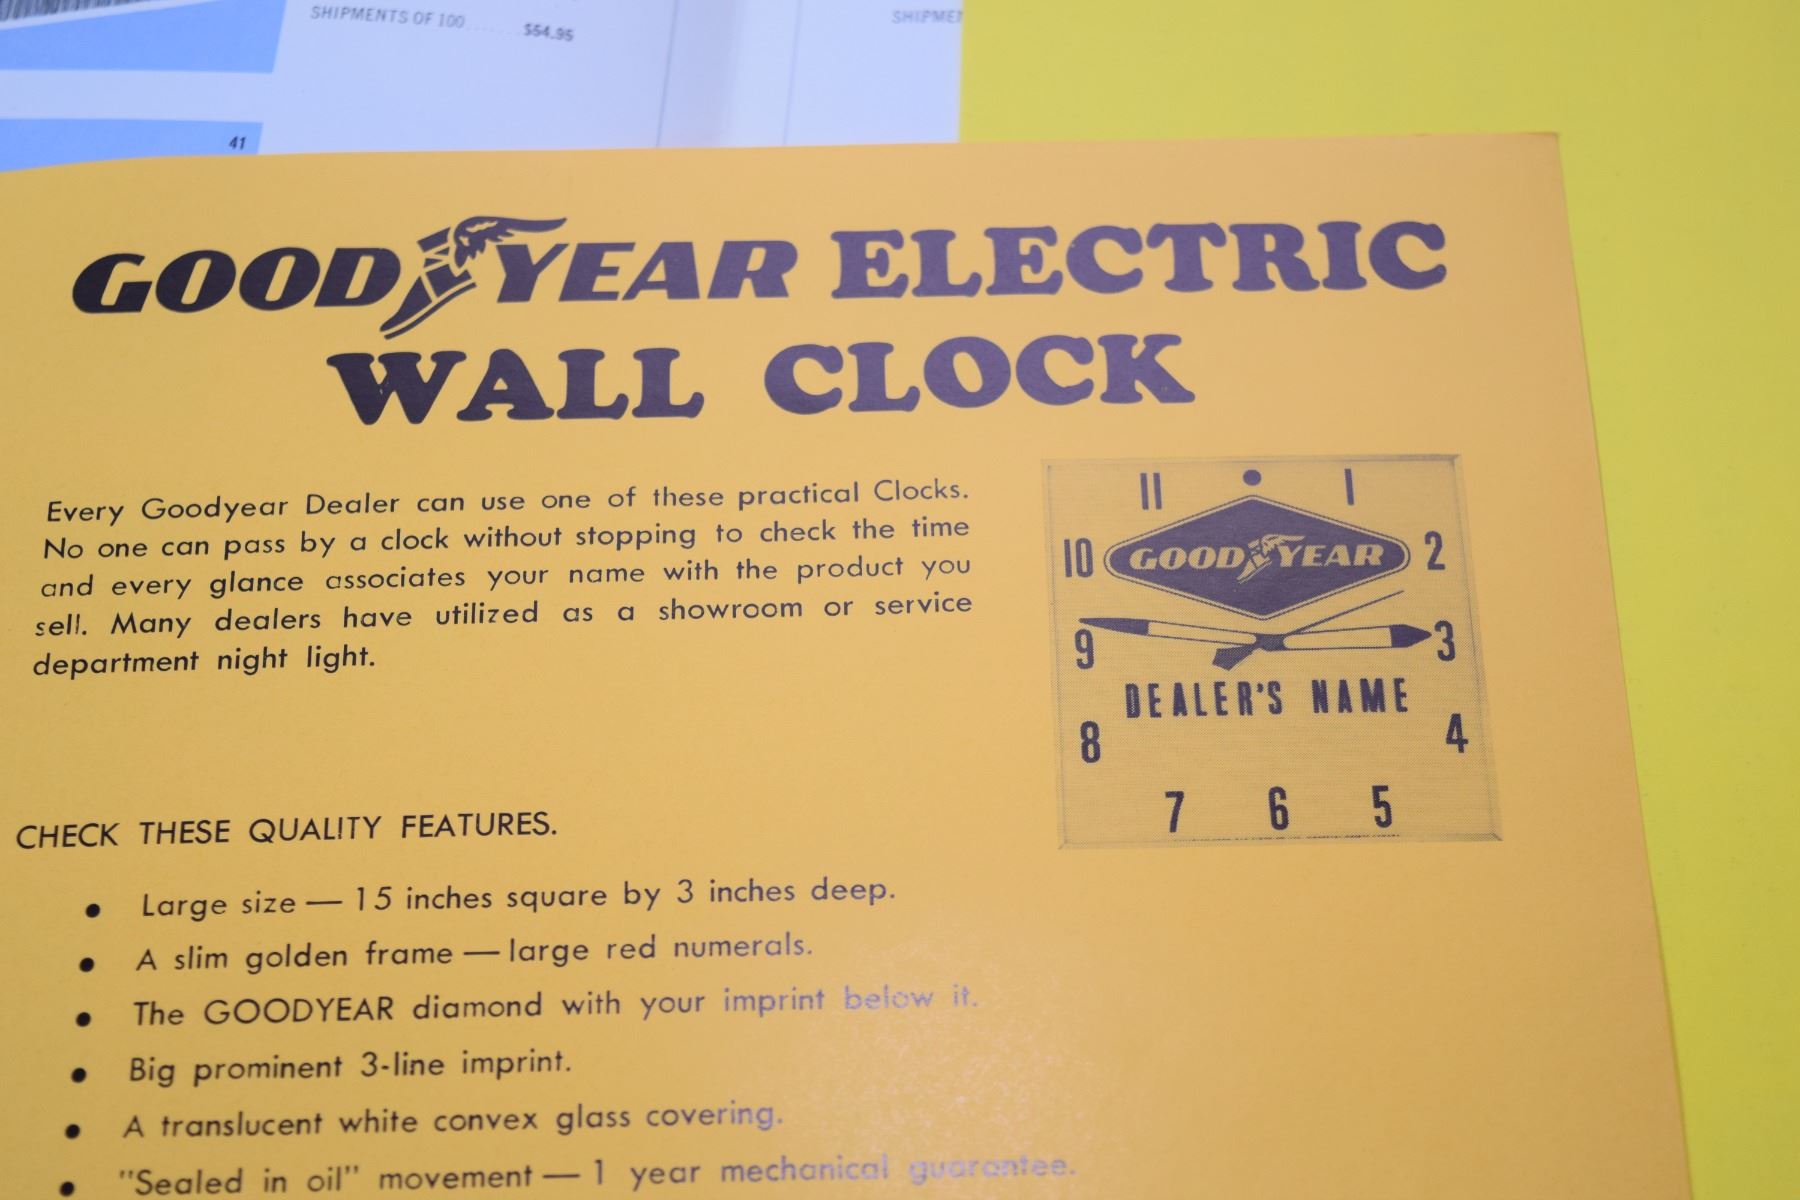 SHIPMENTS OF 100 ....... $54.95
SHIPME
41
GOODYEAR ELECTRIC
WALL CLOCK
Every Goodyear Dealer can use one of these practical Clocks.
No one can pass by a clock without stopping to check the time
and every glance associates your name with the product you
sell. Many dealers have utilized as a showroom or service
department night light.
11 1
10 GOODYEAR 2
9 3
DEALER'S NAME
8 4
7 6 5
CHECK THESE QUALITY FEATURES.
• Large size — 15 inches square by 3 inches deep.
• A slim golden frame — large red numerals.
• The GOODYEAR diamond with your imprint below it.
• Big prominent 3-line imprint.
• A translucent white convex glass covering.
• "Sealed in oil" movement — 1 year mechanical guarantee.